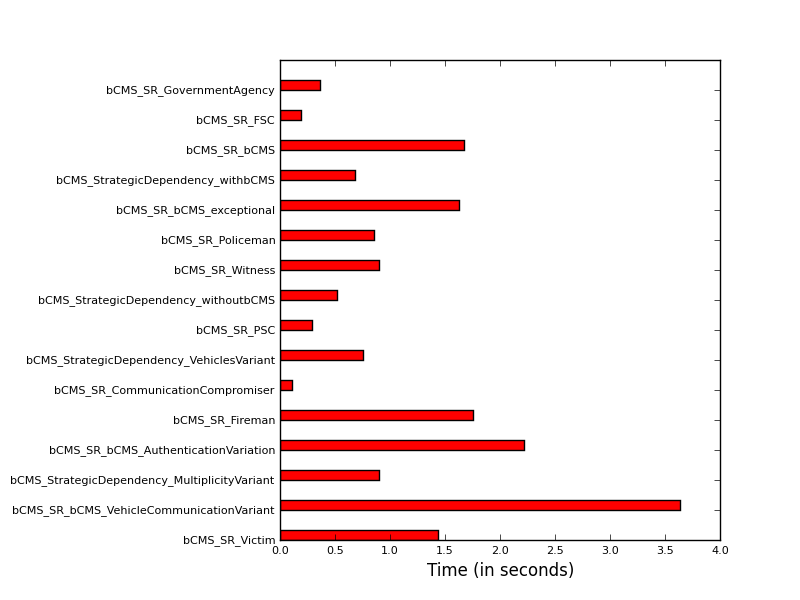 bCMS_SR_GovernmentAgency
bCMS_SR_FSC
bCMS_SR_bCMS
bCMS_StrategicDependency_withbCMS
bCMS_SR_bCMS_exceptional
bCMS_SR_Policeman
bCMS_SR_Witness
bCMS_StrategicDependency_withoutbCMS
bCMS_SR_PSC
bCMS_StrategicDependency_VehiclesVariant
bCMS_SR_CommunicationCompromiser
bCMS_SR_Fireman
bCMS_SR_bCMS_AuthenticationVariation
bCMS_StrategicDependency_MultiplicityVariant
bCMS_SR_bCMS_VehicleCommunicationVariant
bCMS_SR_Victim
0.0 0.5 1.0 1.5 2.0 2.5 3.0 3.5 4.0
Time (in seconds)